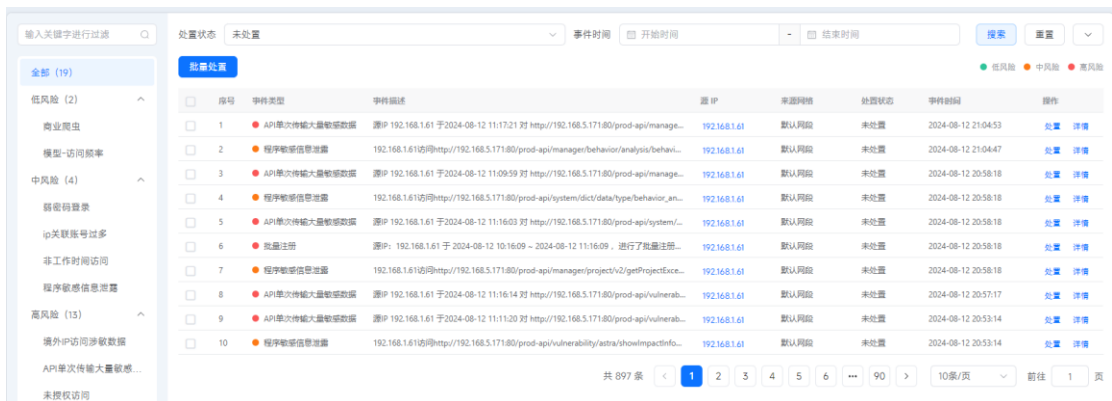 输入关键字进行过滤
全部 (19)
低风险 (2)
商业爬虫
模型-访问频率
中风险 (4)
弱密码登录
ip关联账号过多
非工作时间访问
程序敏感信息泄露
高风险 (13)
境外IP访问涉敏数据
API单次传输大量敏感...
未授权访问
处置状态 未处置 事件时间 开始时间 - 结束时间 搜索 重置
批量处置 低风险 中风险 高风险
序号 事件类型 事件描述 源 IP 来源网络 处置状态 事件时间 操作
1 API单次传输大量敏感数据 源IP 192.168.1.61 于2024-08-12 11:17:21 对 http://192.168.5.171:80/prod-api/manage... 192.168.1.61 默认网段 未处置 2024-08-12 21:04:53 处置 详情
2 程序敏感信息泄露 192.168.1.61访问http://192.168.5.171:80/prod-api/manager/behavior/analysis/behavi... 192.168.1.61 默认网段 未处置 2024-08-12 21:04:47 处置 详情
3 API单次传输大量敏感数据 源IP 192.168.1.61 于2024-08-12 11:09:59 对 http://192.168.5.171:80/prod-api/manage... 192.168.1.61 默认网段 未处置 2024-08-12 20:58:18 处置 详情
4 程序敏感信息泄露 192.168.1.61访问http://192.168.5.171:80/prod-api/system/dict/data/type/behavior_an... 192.168.1.61 默认网段 未处置 2024-08-12 20:58:18 处置 详情
5 API单次传输大量敏感数据 源IP 192.168.1.61 于2024-08-12 11:16:03 对 http://192.168.5.171:80/prod-api/system/... 192.168.1.61 默认网段 未处置 2024-08-12 20:58:18 处置 详情
6 批量注册 源IP：192.168.1.61 于 2024-08-12 10:16:09 ~ 2024-08-12 11:16:09 ，进行了批量注册... 192.168.1.61 默认网段 未处置 2024-08-12 20:58:18 处置 详情
7 程序敏感信息泄露 192.168.1.61访问http://192.168.5.171:80/prod-api/manager/project/v2/getProjectExce... 192.168.1.61 默认网段 未处置 2024-08-12 20:58:18 处置 详情
8 API单次传输大量敏感数据 源IP 192.168.1.61 于2024-08-12 11:16:14 对 http://192.168.5.171:80/prod-api/vulnerab... 192.168.1.61 默认网段 未处置 2024-08-12 20:57:17 处置 详情
9 API单次传输大量敏感数据 源IP 192.168.1.61 于2024-08-12 11:11:20 对 http://192.168.5.171:80/prod-api/vulnerab... 192.168.1.61 默认网段 未处置 2024-08-12 20:53:14 处置 详情
10 程序敏感信息泄露 192.168.1.61访问http://192.168.5.171:80/prod-api/vulnerability/astra/showImpactInfo... 192.168.1.61 默认网段 未处置 2024-08-12 20:53:14 处置 详情
共 897 条 < 1 2 3 4 5 6 ... 90 > 10条/页 前往 1 页